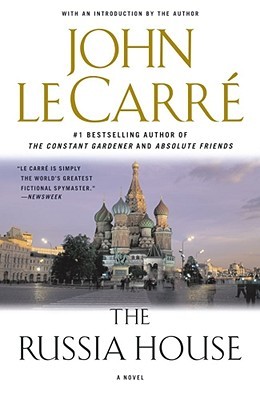 WITH AN INTRODUCTION BY THE AUTHOR
JOHN
LE CARRÉ
#1 BESTSELLING AUTHOR OF
THE CONSTANT GARDENER AND ABSOLUTE FRIENDS
"LE CARRÉ IS SIMPLY
THE WORLD'S GREATEST
FICTIONAL SPYMASTER."
—NEWSWEEK
THE
RUSSIA HOUSE
A NOVEL